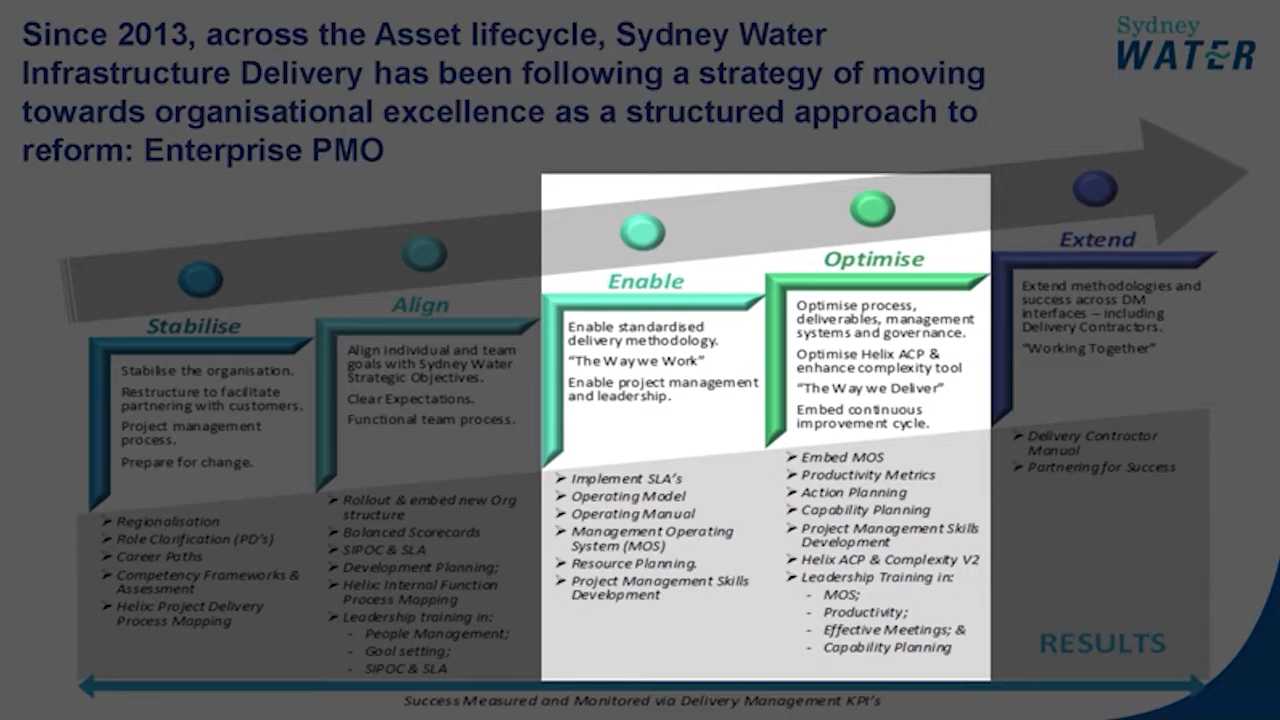 Since 2013, across the Asset lifecycle, Sydney Water
Infrastructure Delivery has been following a strategy of moving
towards organisational excellence as a structured approach to
reform: Enterprise PMO
Sydney
WATER
Stabilise
Stabilise the organisation.
Restructure to facilitate
partnering with customers.
Project management
process.
Prepare for change.
➢ Regionalisation
➢ Role Clarification (PD's)
➢ Career Paths
➢ Competency Frameworks &
Assessment
➢ Helix: Project Delivery
Process Mapping
Align
Align individual and team
goals with Sydney Water
Strategic Objectives.
Clear Expectations.
Functional team process.
➢ Rollout & embed new Org
structure
➢ Balanced Scorecards
➢ SIPOC & SLA
➢ Development Planning;
➢ Helix: Internal Function
Process Mapping
➢ Leadership training in:
- People Management;
- Goal setting;
- SIPOC & SLA
Enable
Enable standardised
delivery methodology.
“The Way we Work”
Enable project management
and leadership.
➢ Implement SLA's
➢ Operating Model
➢ Operating Manual
➢ Management Operating
System (MOS)
➢ Resource Planning.
➢ Project Management Skills
Development
Optimise
Optimise process,
deliverables, management
systems and governance.
Optimise Helix ACP &
enhance complexity tool
“The Way we Deliver”
Embed continuous
improvement cycle.
➢ Embed MOS
➢ Productivity Metrics
➢ Action Planning
➢ Capability Planning
➢ Project Management Skills
Development
➢ Helix ACP & Complexity V2
➢ Leadership Training in:
- MOS;
- Productivity;
- Effective Meetings; &
- Capability Planning
Extend
Extend methodologies and
success across DM
interfaces – including
Delivery Contractors.
“Working Together”
➢ Delivery Contractor
Manual
➢ Partnering for Success
RESULTS
Success Measured and Monitored via Delivery Management KPI's